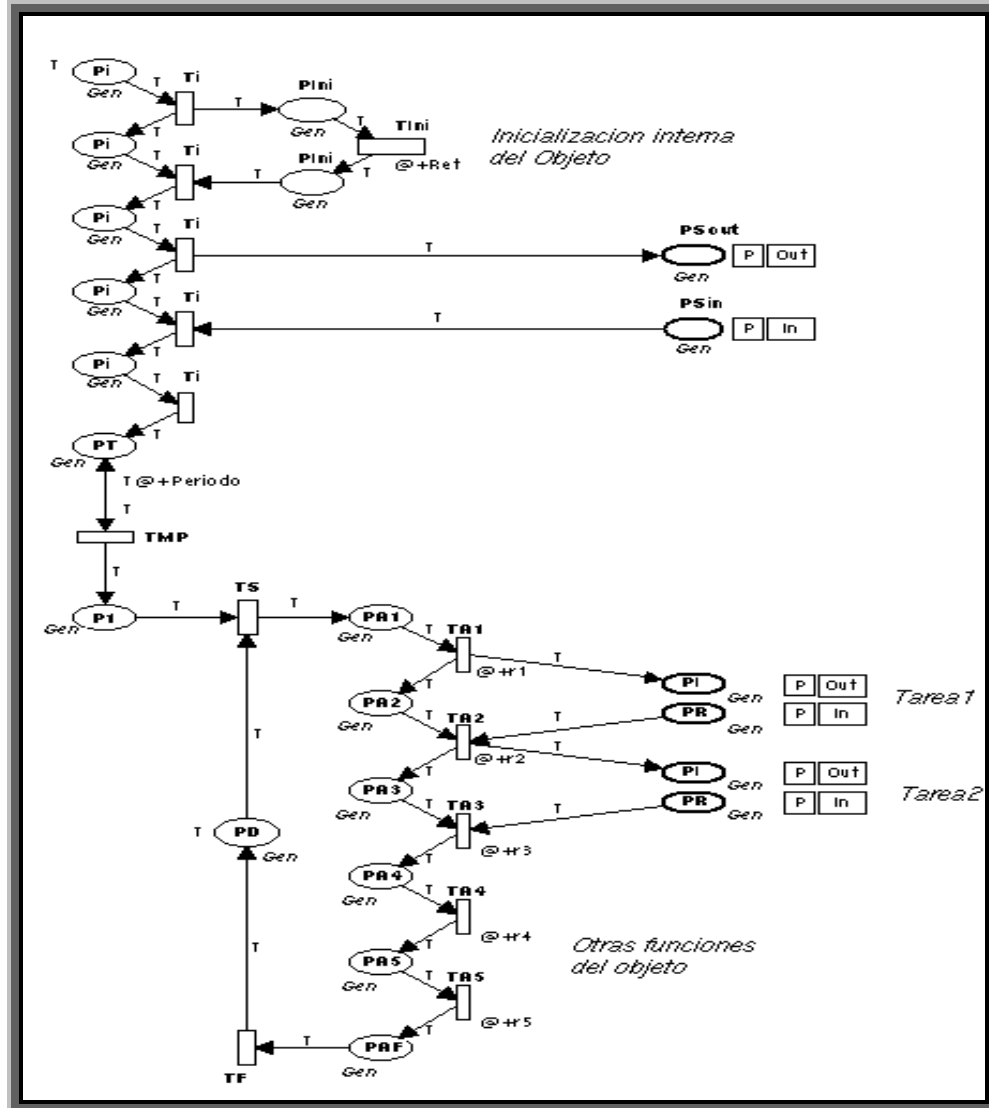 T Pi T Ti
Gen T PIni
T Gen T TIni
Pi T PIni @+Ret
Gen T Ti T T
T Gen
Inicializacion interna
del Objeto
Pi T
Gen T Ti
T T PSout
P Out
Gen
Pi T
Gen T Ti
T T PSin
P In
Gen
Pi T
Gen T Ti
PT T
Gen
T @+Periodo
T
TMP
T
P1 T TS T PA1
Gen Gen
T TA1
@+r1 T
PI P Out
Gen
Tarea1
T PA2
Gen
T TA2
@+r2 T
PR P In
Gen
T
PI P Out
Gen
Tarea2
T PA3
Gen
T TA3
@+r3 T
PR P In
Gen
T
T PD
Gen
T PA4
Gen
T TA4
@+r4
Otras funciones
del objeto
T
T PA5
Gen
T TA5
@+r5
T PAF
Gen
T
TF